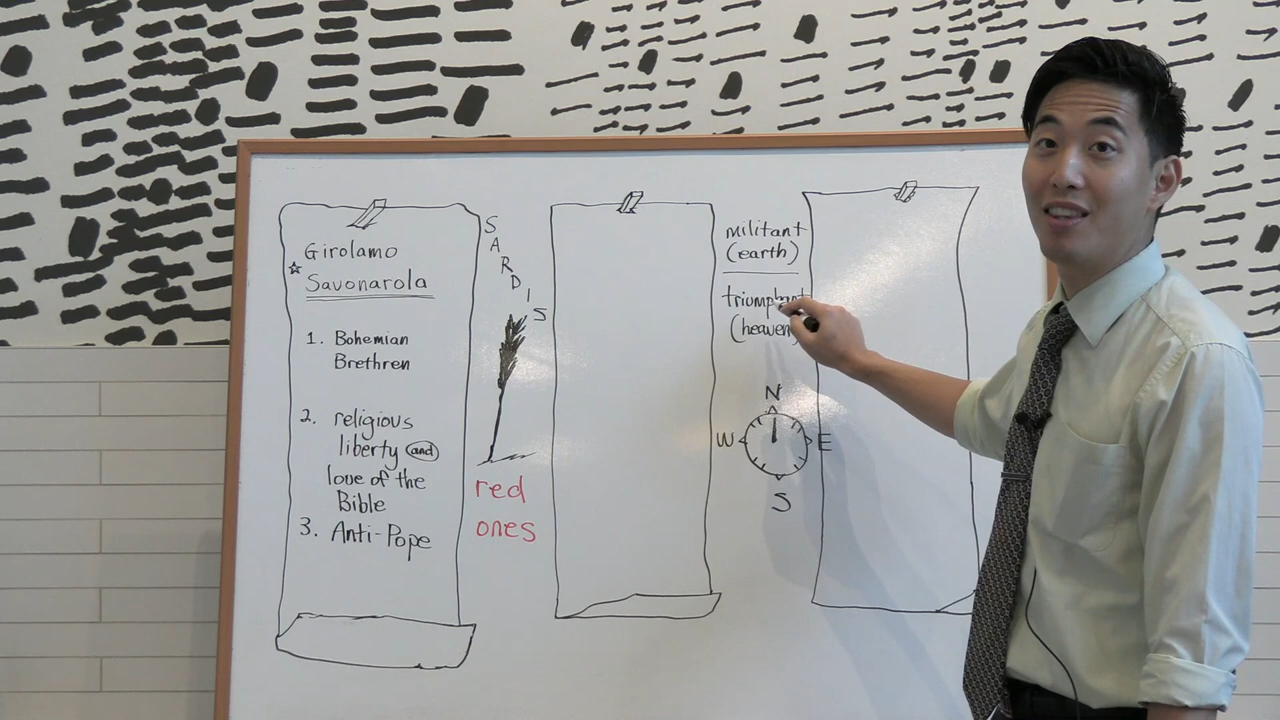 Girolamo
Savonarola
1. Bohemian
Brethren
2. religious
liberty and
love of the
Bible
3. Anti-Pope
SARDIS
red
ones
militant
(earth)
triumphant
(heaven)
N
W E
S